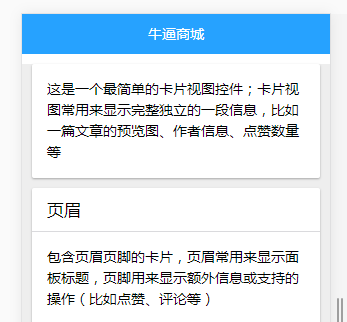 牛逼商城
这是一个最简单的卡片视图控件；卡片视
图常用来显示完整独立的一段信息，比如
一篇文章的预览图、作者信息、点赞数量
等
页眉
包含页眉页脚的卡片，页眉常用来显示面
板标题，页脚用来显示额外信息或支持的
操作（比如点赞、评论等）